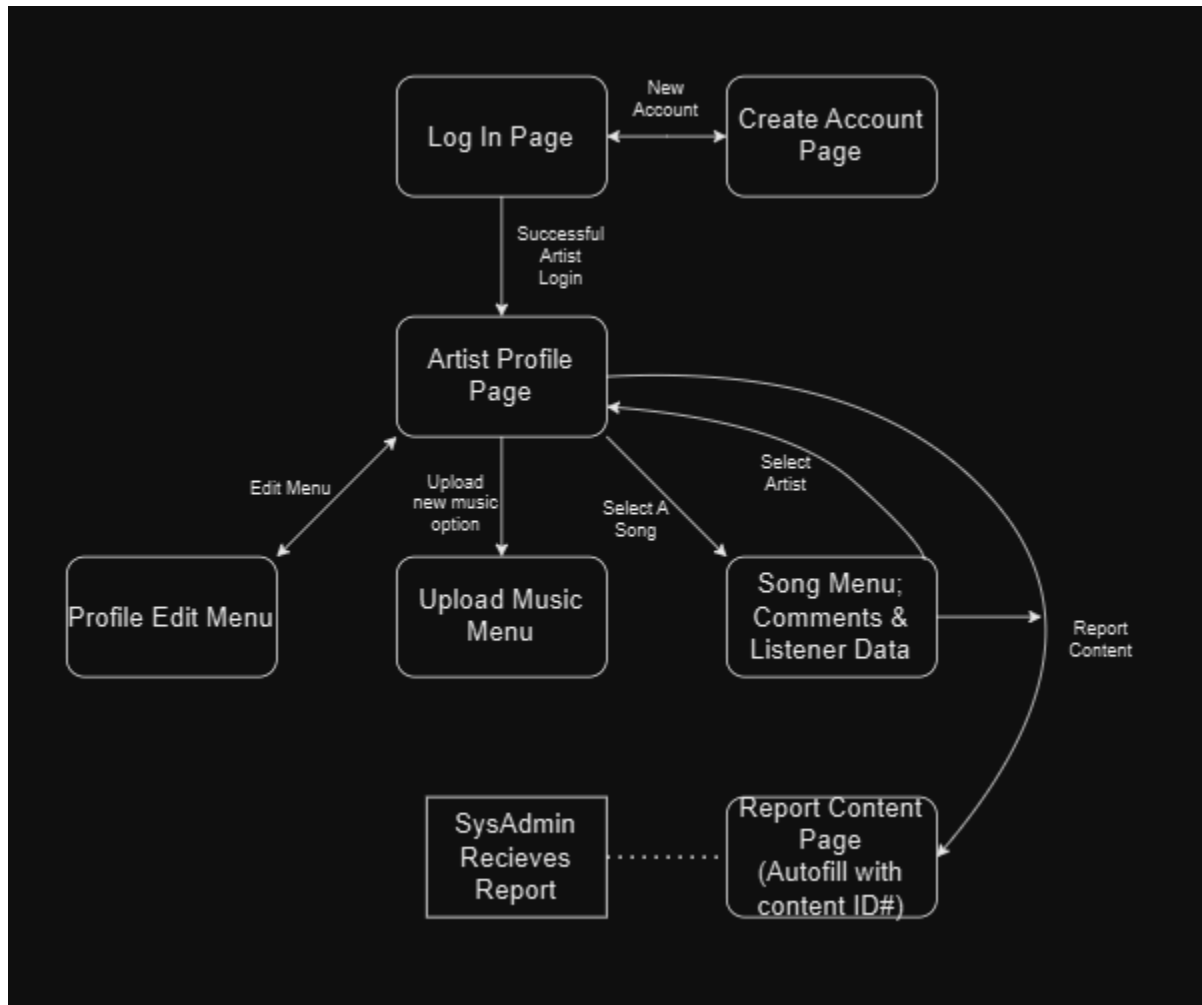 New
Account
Log In Page
Create Account
Page
Successful
Artist
Login
Artist Profile
Page
Edit Menu
Upload
new music
option
Select A
Song
Select
Artist
Profile Edit Menu
Upload Music
Menu
Song Menu;
Comments &
Listener Data
Report
Content
SysAdmin
Recieves
Report
Report Content
Page
(Autofill with
content ID#)